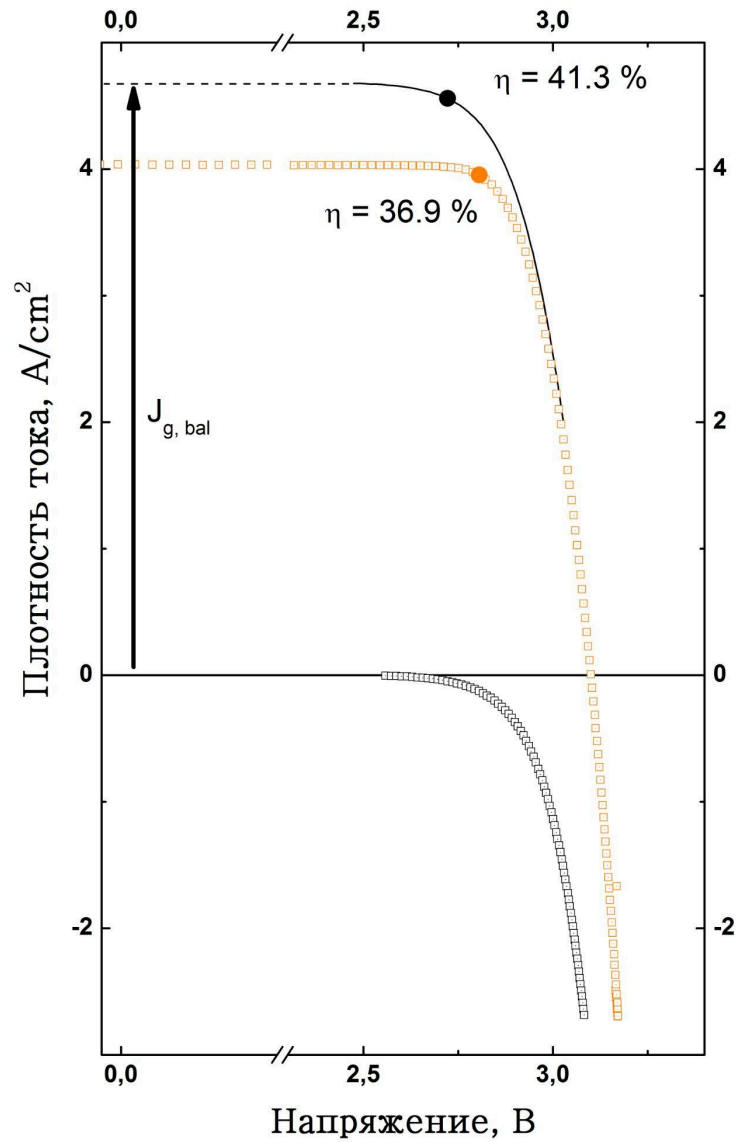 0,0 2,5 3,0
η = 41.3 %
4 4
η = 36.9 %
Плотность тока, A/cm²
J g, bal
2 2
0 0
-2 -2
0,0 2,5 3,0
Напряжение, В